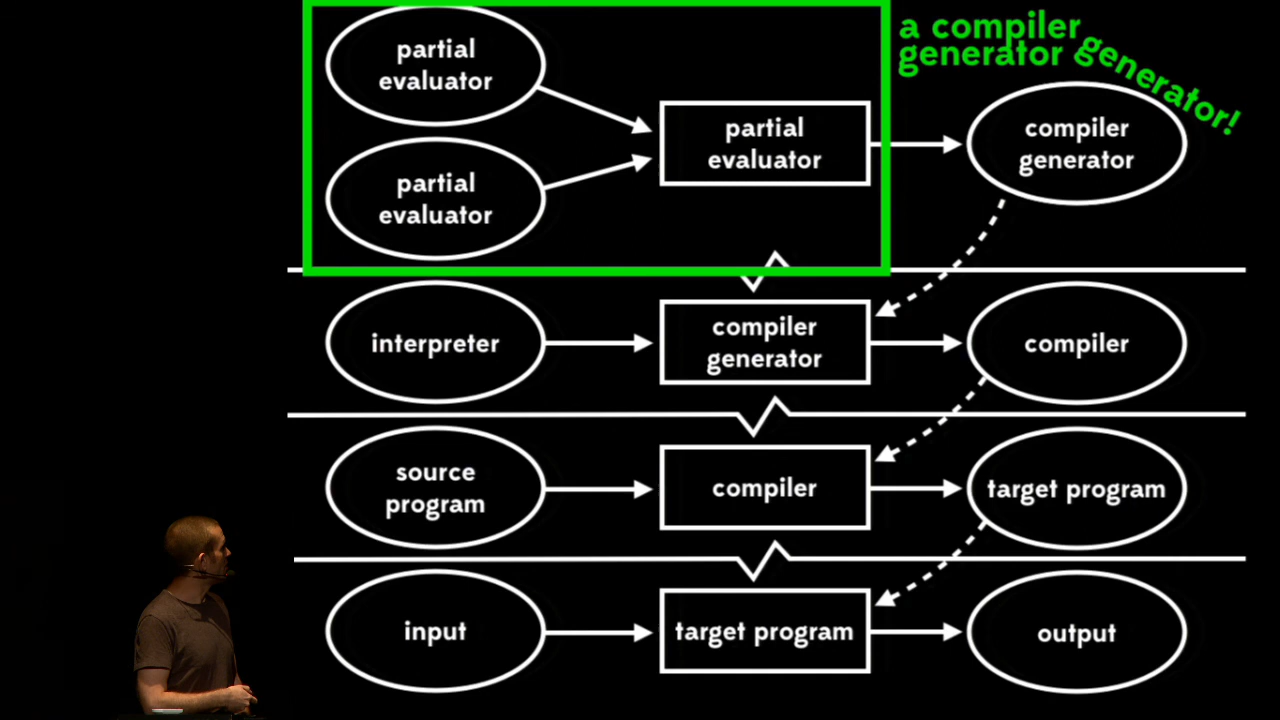 partial
evaluator
a compiler
generator generator!
partial
evaluator
compiler
generator
partial
evaluator
interpreter
compiler
generator
compiler
source
program
compiler
target program
input
target program
output